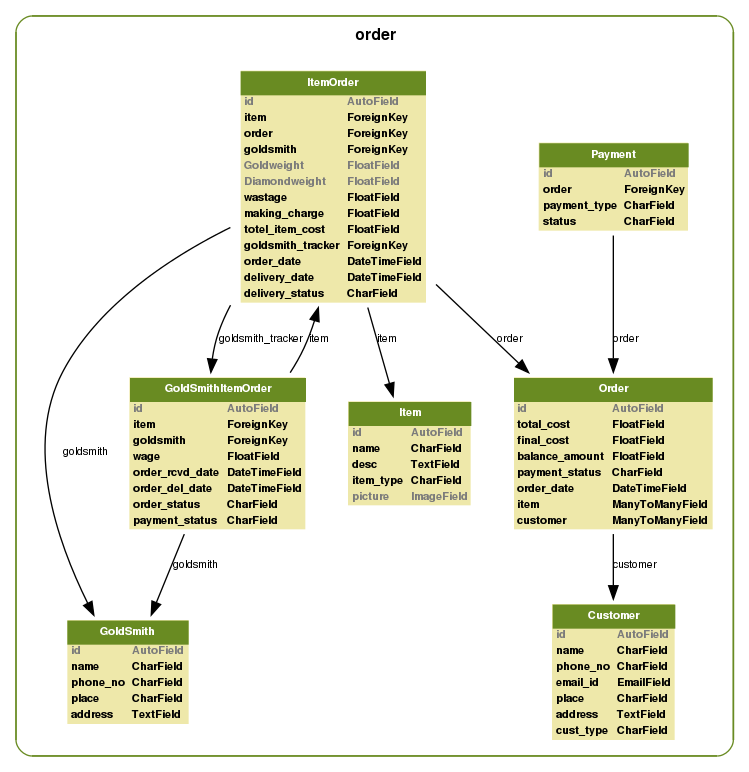 order
ItemOrder
id AutoField
item ForeignKey
order ForeignKey
goldsmith ForeignKey
Goldweight FloatField
Diamondweight FloatField
wastage FloatField
making_charge FloatField
totel_item_cost FloatField
goldsmith_tracker ForeignKey
order_date DateTimeField
delivery_date DateTimeField
delivery_status CharField
Payment
id AutoField
order ForeignKey
payment_type CharField
status CharField
goldsmith_tracker
item
item
order
order
GoldSmithItemOrder
id AutoField
item ForeignKey
goldsmith ForeignKey
wage FloatField
order_rcvd_date DateTimeField
order_del_date DateTimeField
order_status CharField
payment_status CharField
Item
id AutoField
name CharField
desc TextField
item_type CharField
picture ImageField
Order
id AutoField
total_cost FloatField
final_cost FloatField
balance_amount FloatField
payment_status CharField
order_date DateTimeField
item ManyToManyField
customer ManyToManyField
goldsmith
goldsmith
customer
GoldSmith
id AutoField
name CharField
phone_no CharField
place CharField
address TextField
Customer
id AutoField
name CharField
phone_no CharField
email_id EmailField
place CharField
address TextField
cust_type CharField